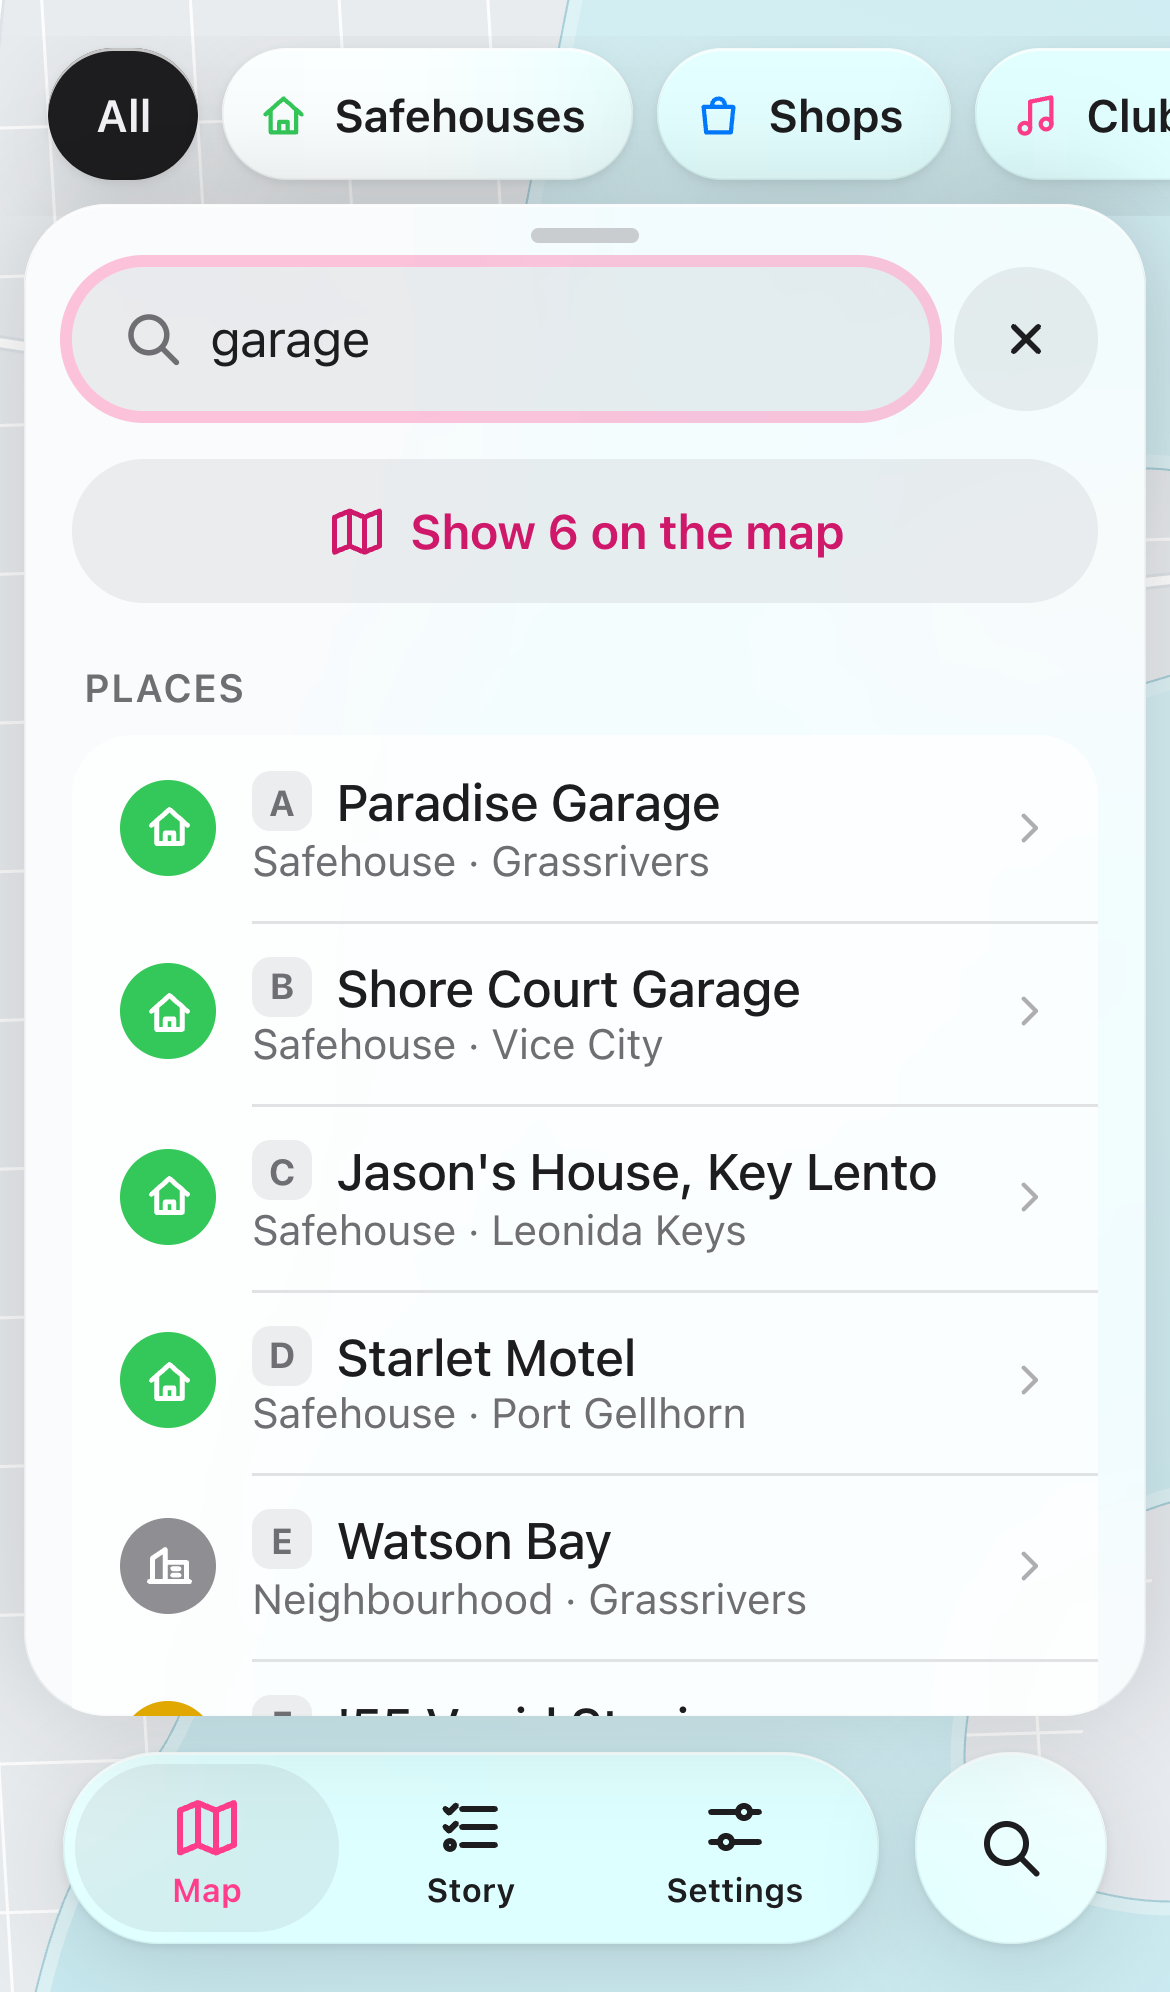 All
Safehouses
Shops
Club
garage
Show 6 on the map
PLACES
A Paradise Garage
Safehouse · Grassrivers
B Shore Court Garage
Safehouse · Vice City
C Jason's House, Key Lento
Safehouse · Leonida Keys
D Starlet Motel
Safehouse · Port Gellhorn
E Watson Bay
Neighbourhood · Grassrivers
Map
Story
Settings